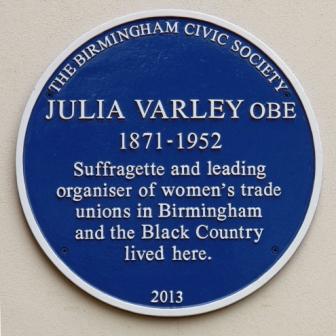 THE BIRMINGHAM CIVIC SOCIETY
JULIA VARLEY OBE
1871-1952
Suffragette and leading
organiser of women's trade
unions in Birmingham
and the Black Country
lived here.
2013